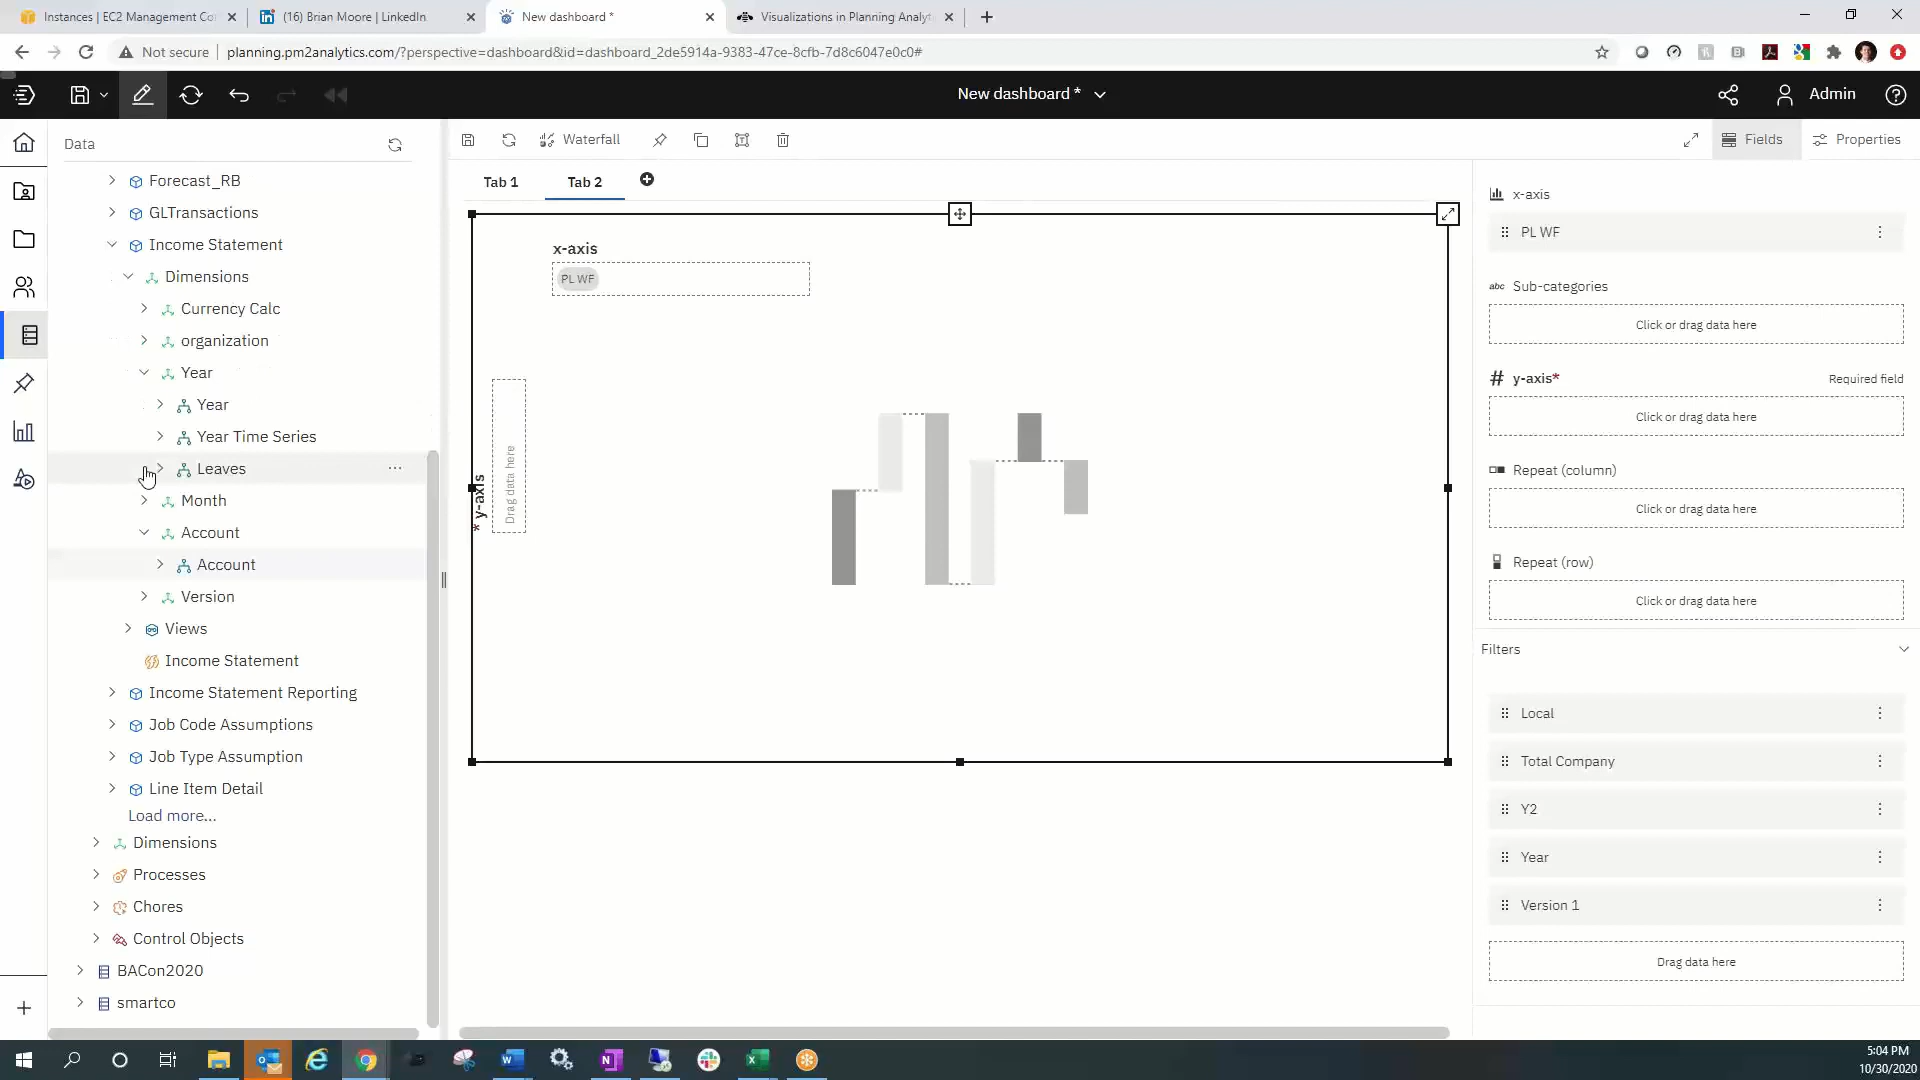 Instances | EC2 Management Co
(16) Brian Moore | LinkedIn
New dashboard *
Visualizations in Planning Analyt
Not secure
planning.pm2analytics.com/?perspective=dashboard&id=dashboard_2de5914a-9383-47ce-8cfb-7d8c6047e0c0#
New dashboard *
Admin
Data
Waterfall
Fields
Properties
Tab 1
Tab 2
Forecast_RB
GLTransactions
Income Statement
Dimensions
Currency Calc
organization
Year
Year
Year Time Series
Leaves
Month
Account
Account
Version
Views
Income Statement
Income Statement Reporting
Job Code Assumptions
Job Type Assumption
Line Item Detail
Load more...
Dimensions
Processes
Chores
Control Objects
BACon2020
smartco
x-axis
PL WF
* y-axis
Drag data here
x-axis
PL WF
abc Sub-categories
Click or drag data here
# y-axis* Required field
Click or drag data here
Repeat (column)
Click or drag data here
Repeat (row)
Click or drag data here
Filters
Local
Total Company
Y2
Year
Version 1
Drag data here
5:04 PM
10/30/2020